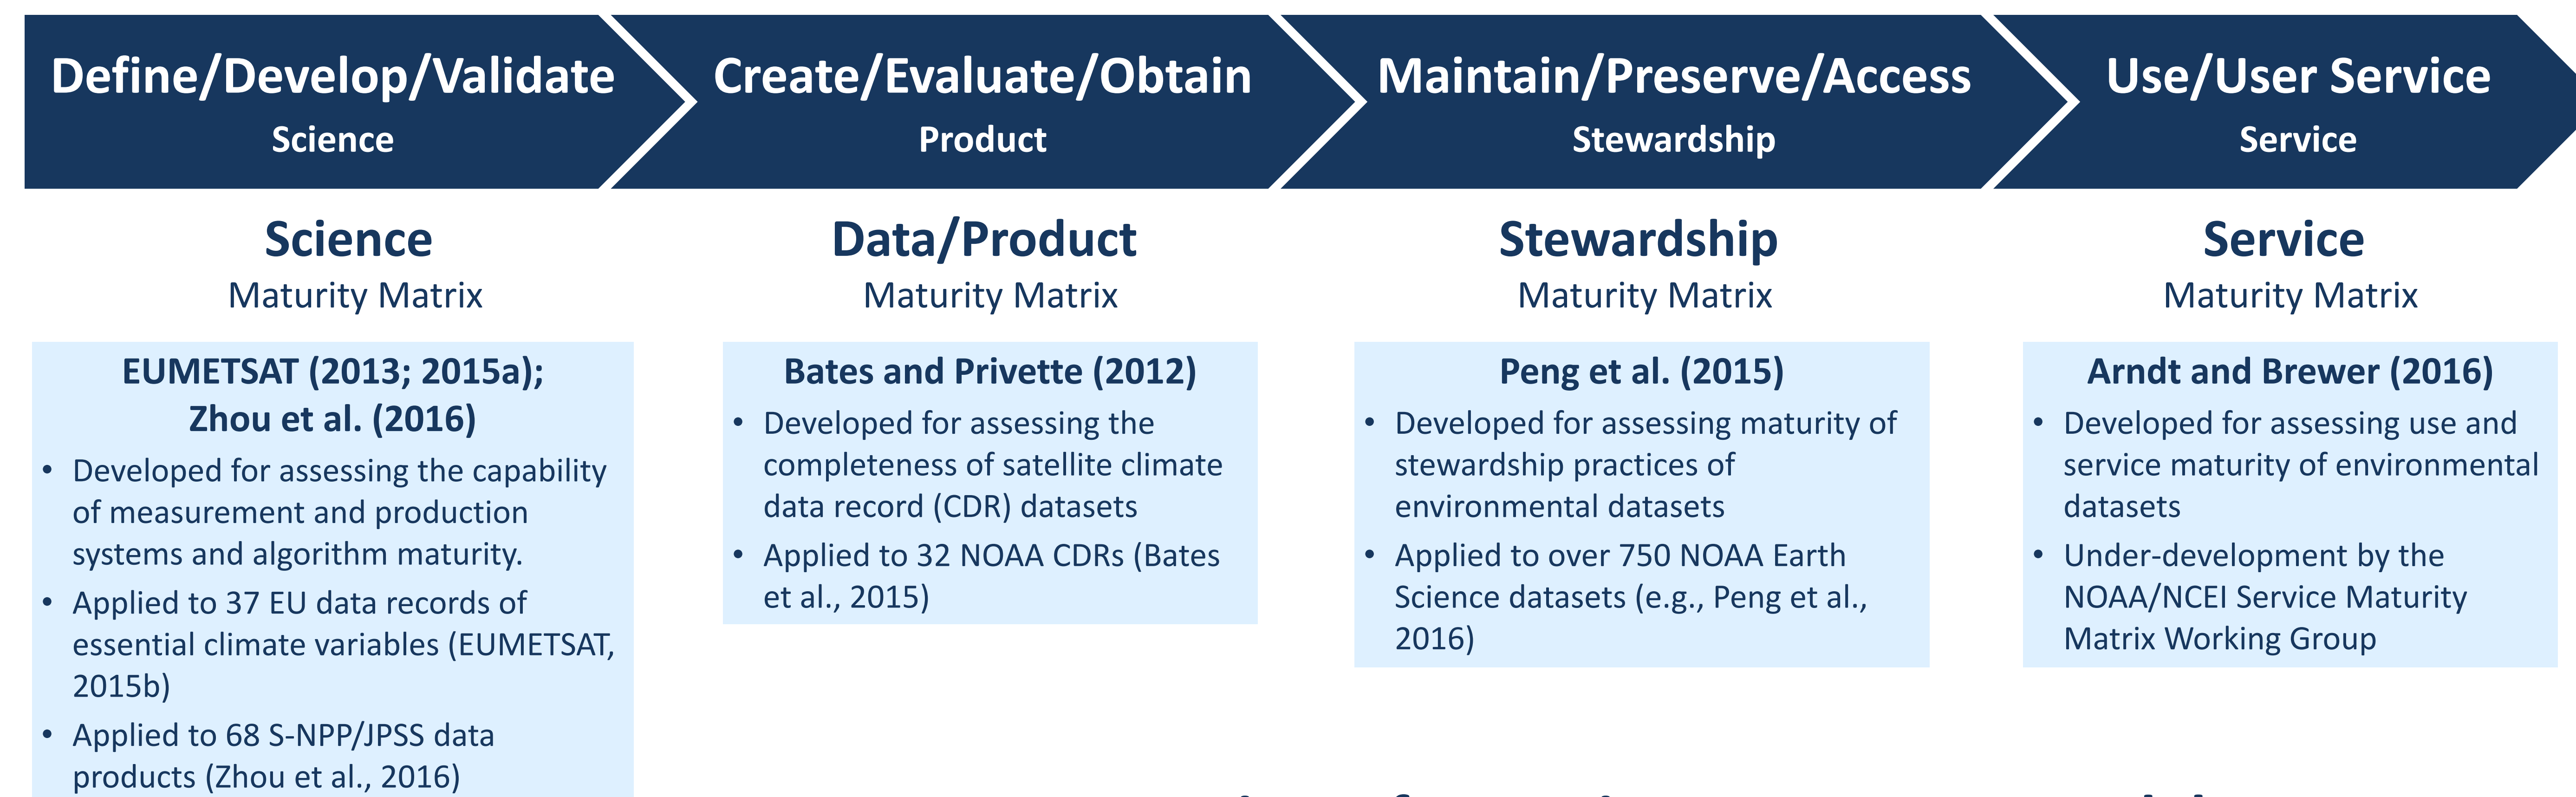 Define/Develop/Validate
Science
Create/Evaluate/Obtain
Product
Maintain/Preserve/Access
Stewardship
Use/User Service
Service
Science
Maturity Matrix
EUMETSAT (2013; 2015a);
Zhou et al. (2016)
• Developed for assessing the capability
of measurement and production
systems and algorithm maturity.
• Applied to 37 EU data records of
essential climate variables (EUMETSAT,
2015b)
• Applied to 68 S-NPP/JPSS data
products (Zhou et al., 2016)
Data/Product
Maturity Matrix
Bates and Privette (2012)
• Developed for assessing the
completeness of satellite climate
data record (CDR) datasets
• Applied to 32 NOAA CDRs (Bates
et al., 2015)
Stewardship
Maturity Matrix
Peng et al. (2015)
• Developed for assessing maturity of
stewardship practices of
environmental datasets
• Applied to over 750 NOAA Earth
Science datasets (e.g., Peng et al.,
2016)
Service
Maturity Matrix
Arndt and Brewer (2016)
• Developed for assessing use and
service maturity of environmental
datasets
• Under-development by the
NOAA/NCEI Service Maturity
Matrix Working Group